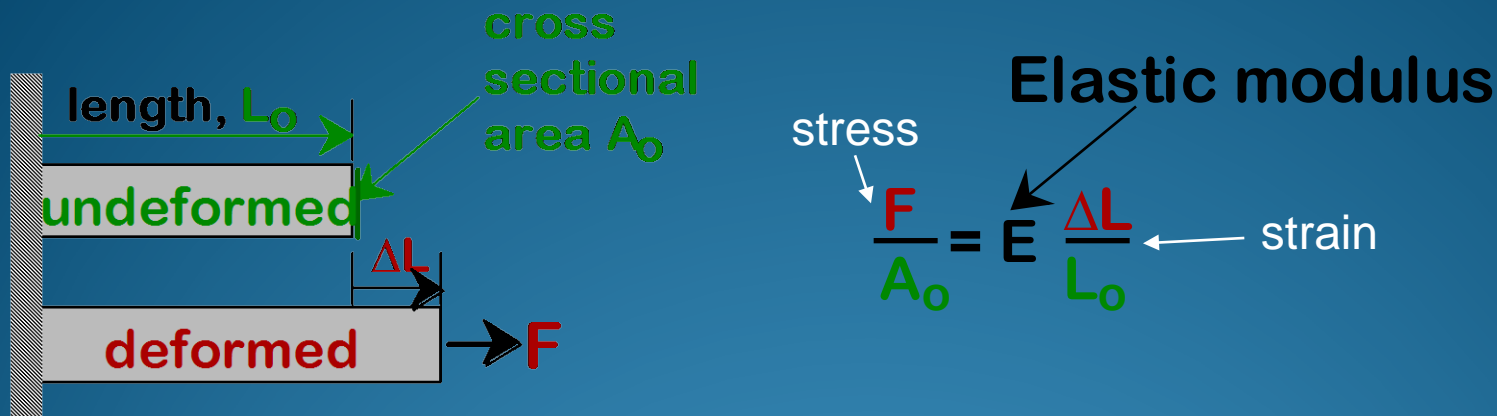 cross
sectional
area Ao
length, Lo
undeformed
ΔL
deformed
F
Elastic modulus
stress
F
Ao
= E
ΔL
Lo
strain